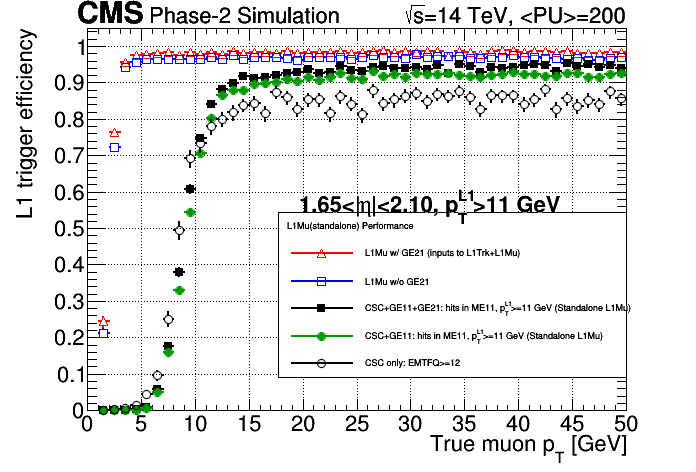 CMS Phase-2 Simulation √s=14 TeV, <PU>=200
L1 trigger efficiency
1
0.9
0.8
0.7
0.6
0.5
0.4
0.3
0.2
0.1
0
1.65<|η|<2.10, p_T^L1>11 GeV
L1Mu(standalone) Performance
L1Mu w/ GE21 (inputs to L1Trk+L1Mu)
L1Mu w/o GE21
CSC+GE11+GE21: hits in ME11, p_T^L1>=11 GeV (Standalone L1Mu)
CSC+GE11: hits in ME11, p_T^L1>=11 GeV (Standalone L1Mu)
CSC only: EMTFQ>=12
0 5 10 15 20 25 30 35 40 45 50
True muon p_T [GeV]